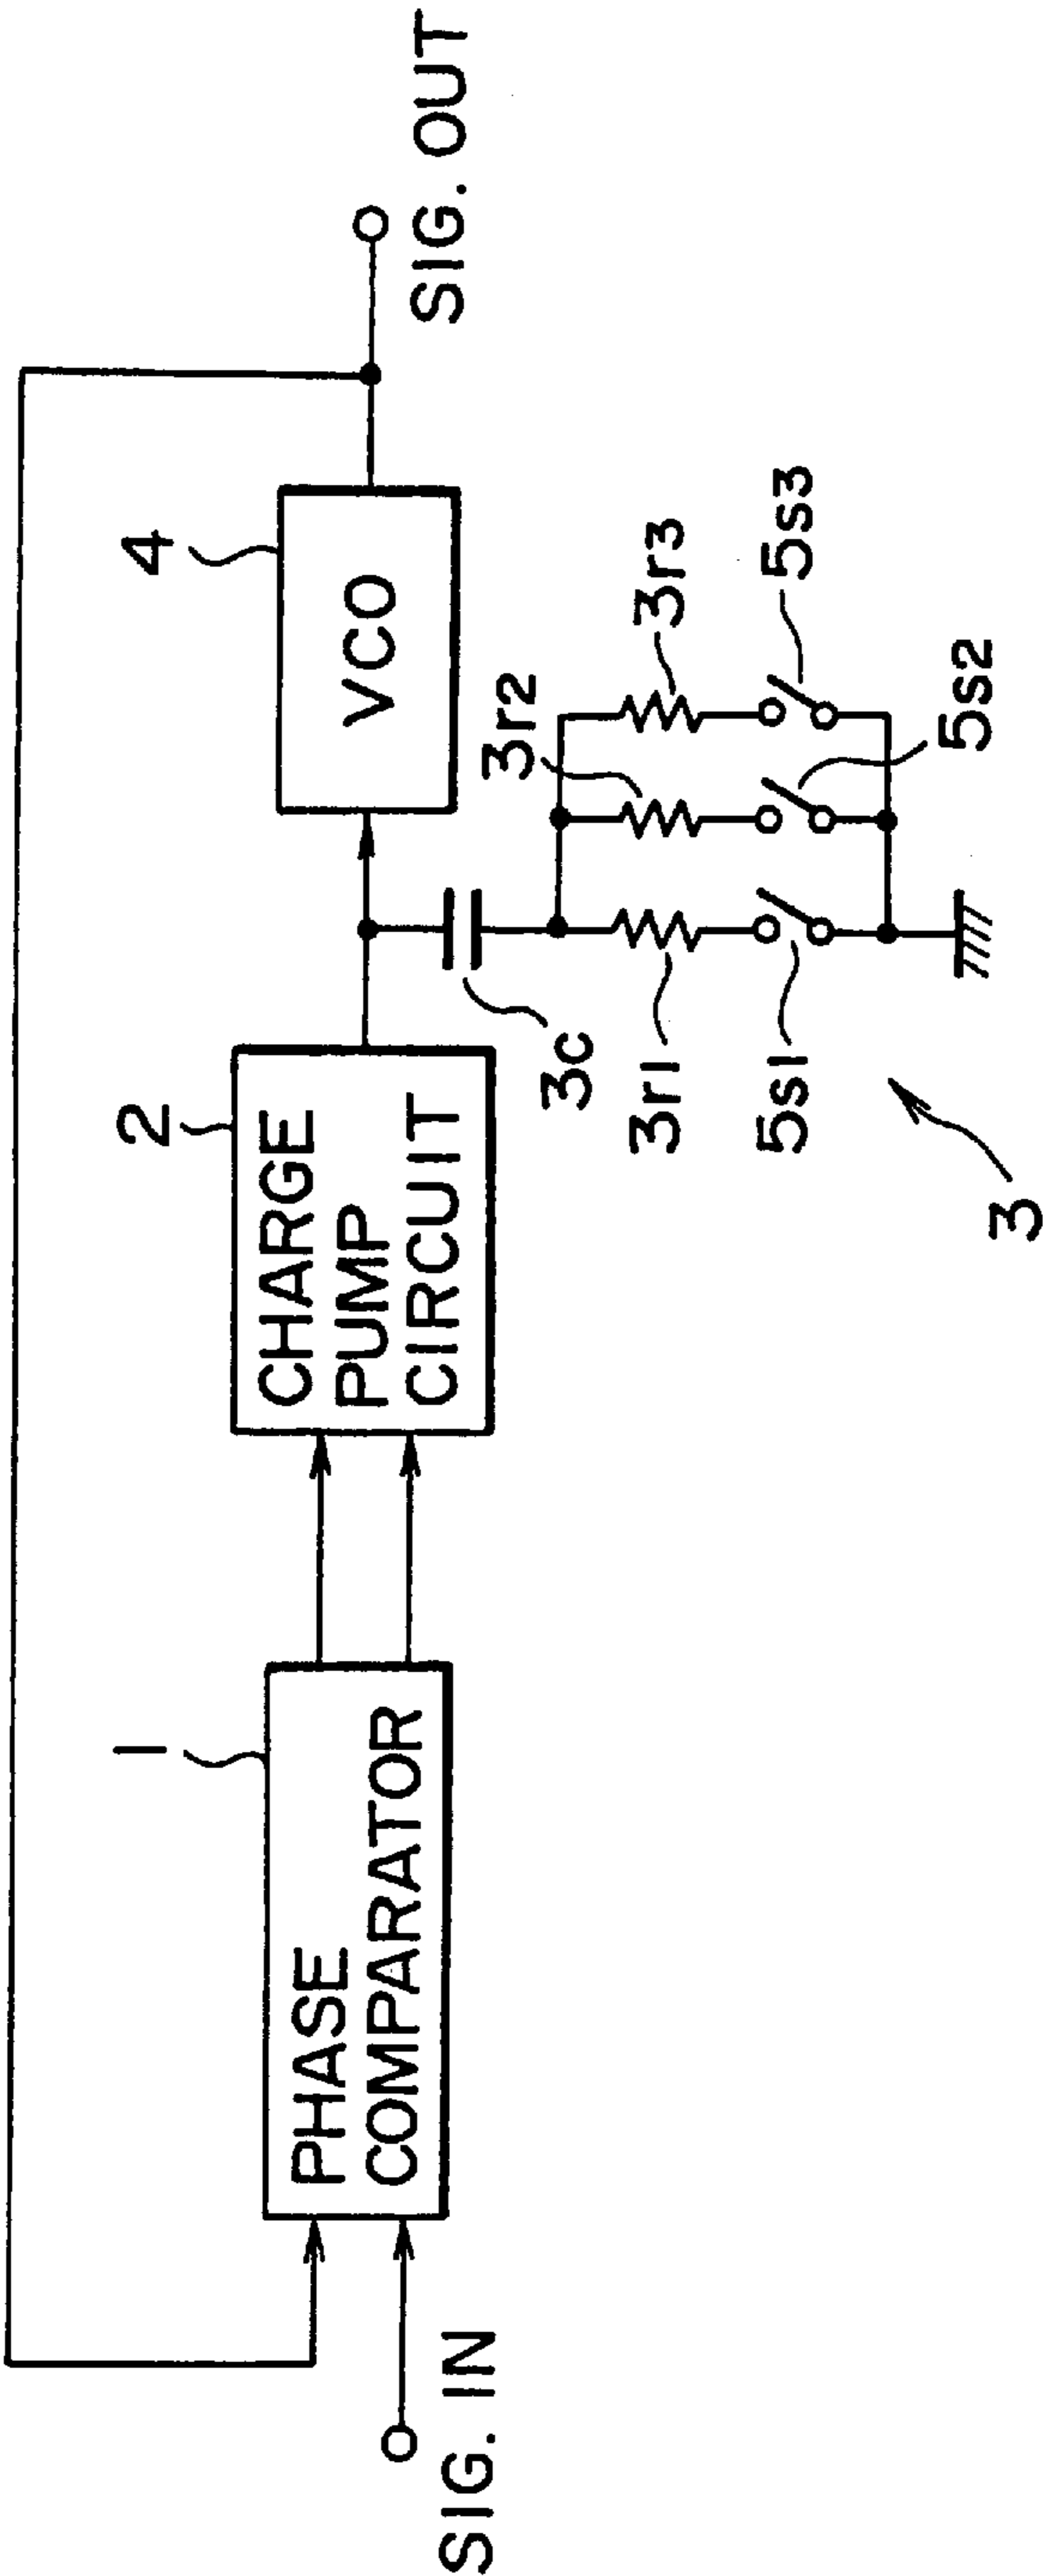 1
PHASE
COMPARATOR
2
CHARGE
PUMP
CIRCUIT
4
VCO
SIG. IN
SIG. OUT
3c
3r1
3r2
3r3
5s1
5s2
5s3
3